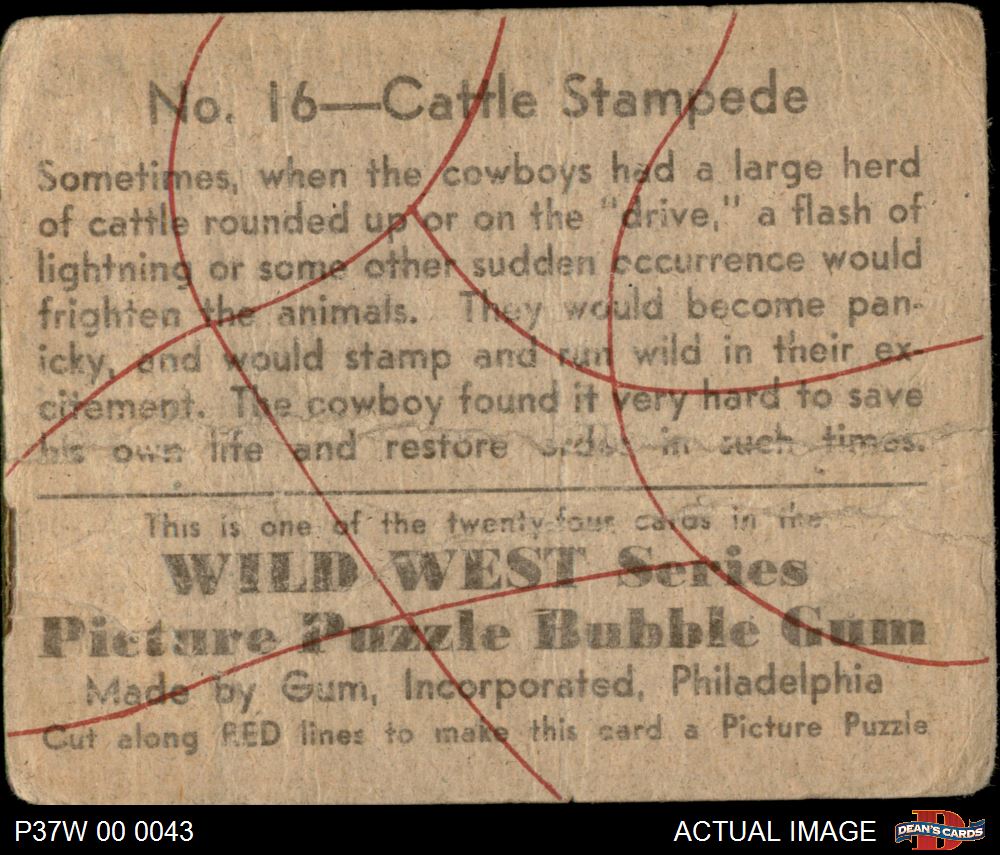 No. 16—Cattle Stampede
Sometimes, when the cowboys had a large herd
of cattle rounded up or on the "drive," a flash of
lightning or some other sudden occurrence would
frighten the animals. They would become pan-
icky, and would stamp and run wild in their ex-
citement. The cowboy found it very hard to save
his own life and restore order in such times.
This is one of the twenty-four cards in the
WILD WEST Series
Picture Puzzle Bubble Gum
Made by Gum, Incorporated, Philadelphia
Cut along RED lines to make this card a Picture Puzzle
P37W 00 0043
ACTUAL IMAGE
D
DEAN'S CARDS